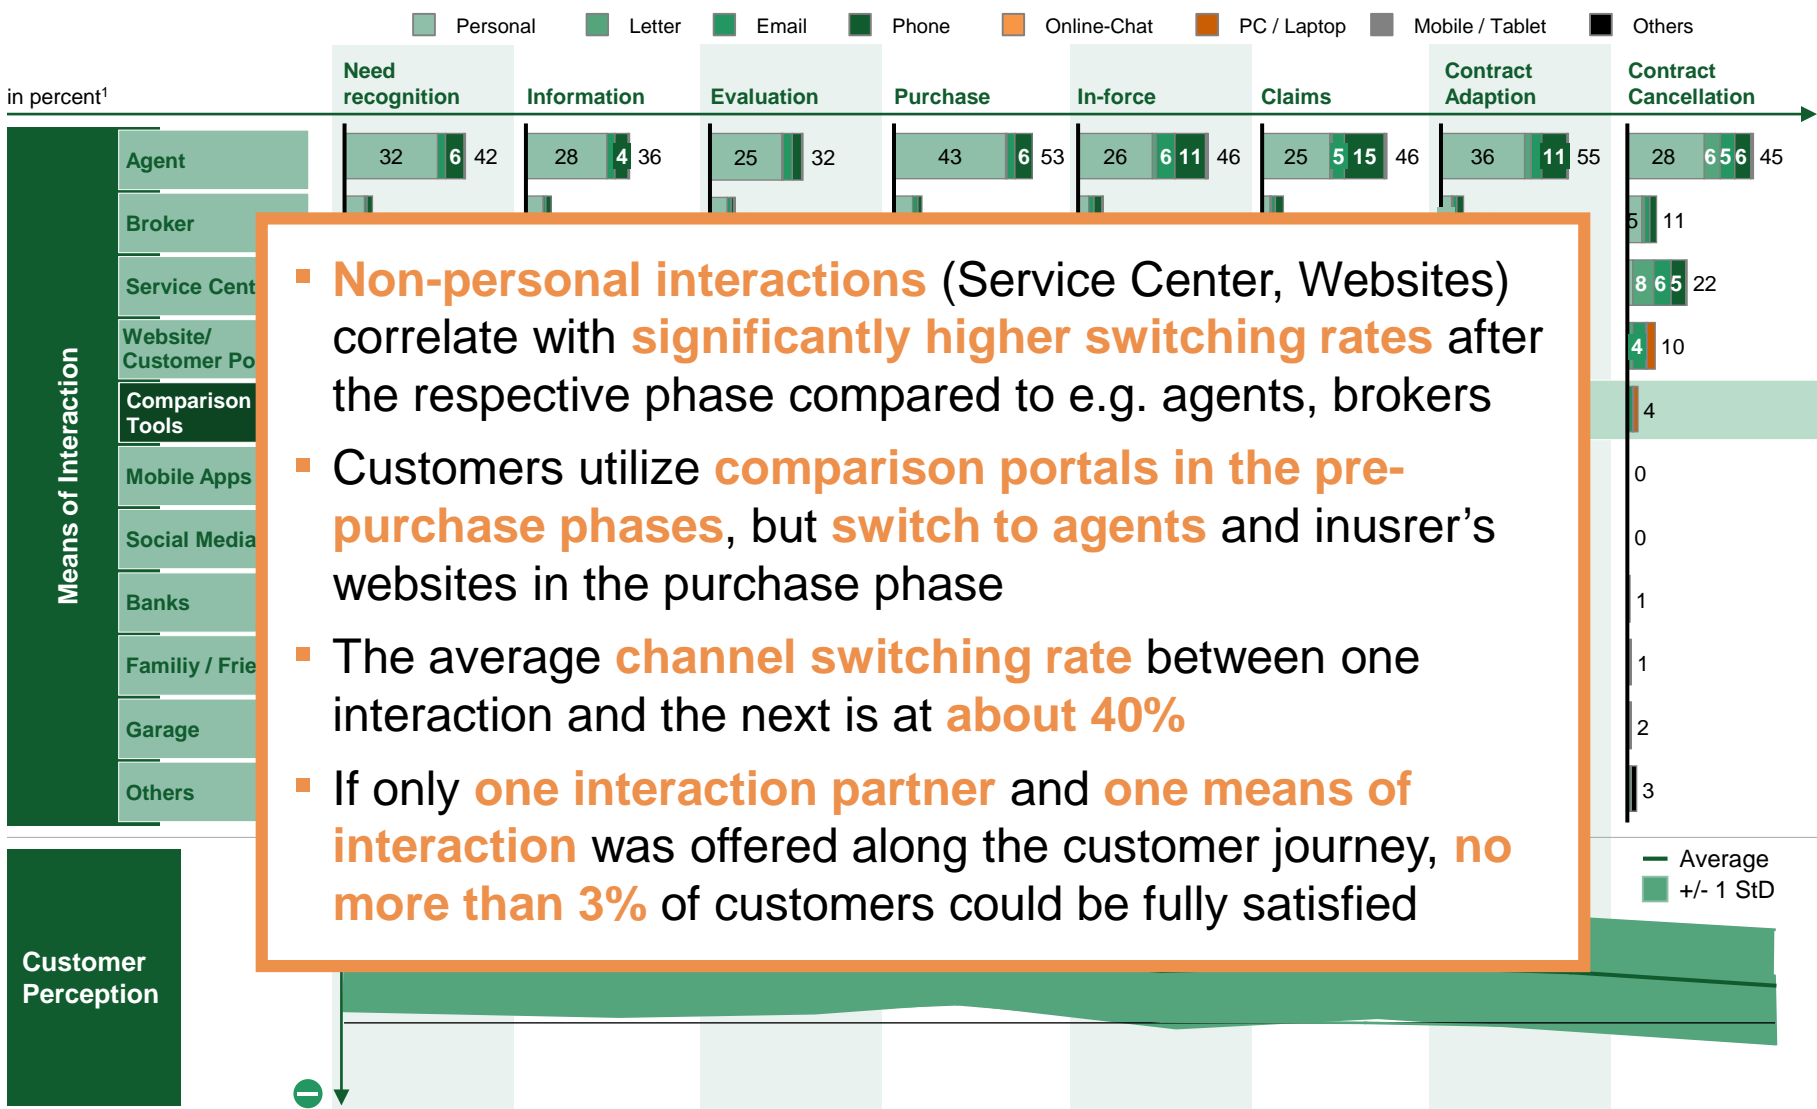 Personal Letter Email Phone Online-Chat PC / Laptop Mobile / Tablet Others
in percent¹
Need recognition
Information
Evaluation
Purchase
In-force
Claims
Contract Adaption
Contract Cancellation
Means of Interaction
Agent
32 6 42
28 4 36
25 32
43 6 53
26 6 11 46
25 5 15 46
36 11 55
28 6 5 6 45
Broker
5 11
Service Cent
8 6 5 22
Website/
Customer Po
4 10
Comparison
Tools
4
Mobile Apps
0
Social Media
0
Banks
1
Familiy / Frie
1
Garage
2
Others
3
▪ Non-personal interactions (Service Center, Websites)
correlate with significantly higher switching rates after
the respective phase compared to e.g. agents, brokers
▪ Customers utilize comparison portals in the pre-
purchase phases, but switch to agents and inusrer's
websites in the purchase phase
▪ The average channel switching rate between one
interaction and the next is at about 40%
▪ If only one interaction partner and one means of
interaction was offered along the customer journey, no
more than 3% of customers could be fully satisfied
Average
+/- 1 StD
Customer
Perception